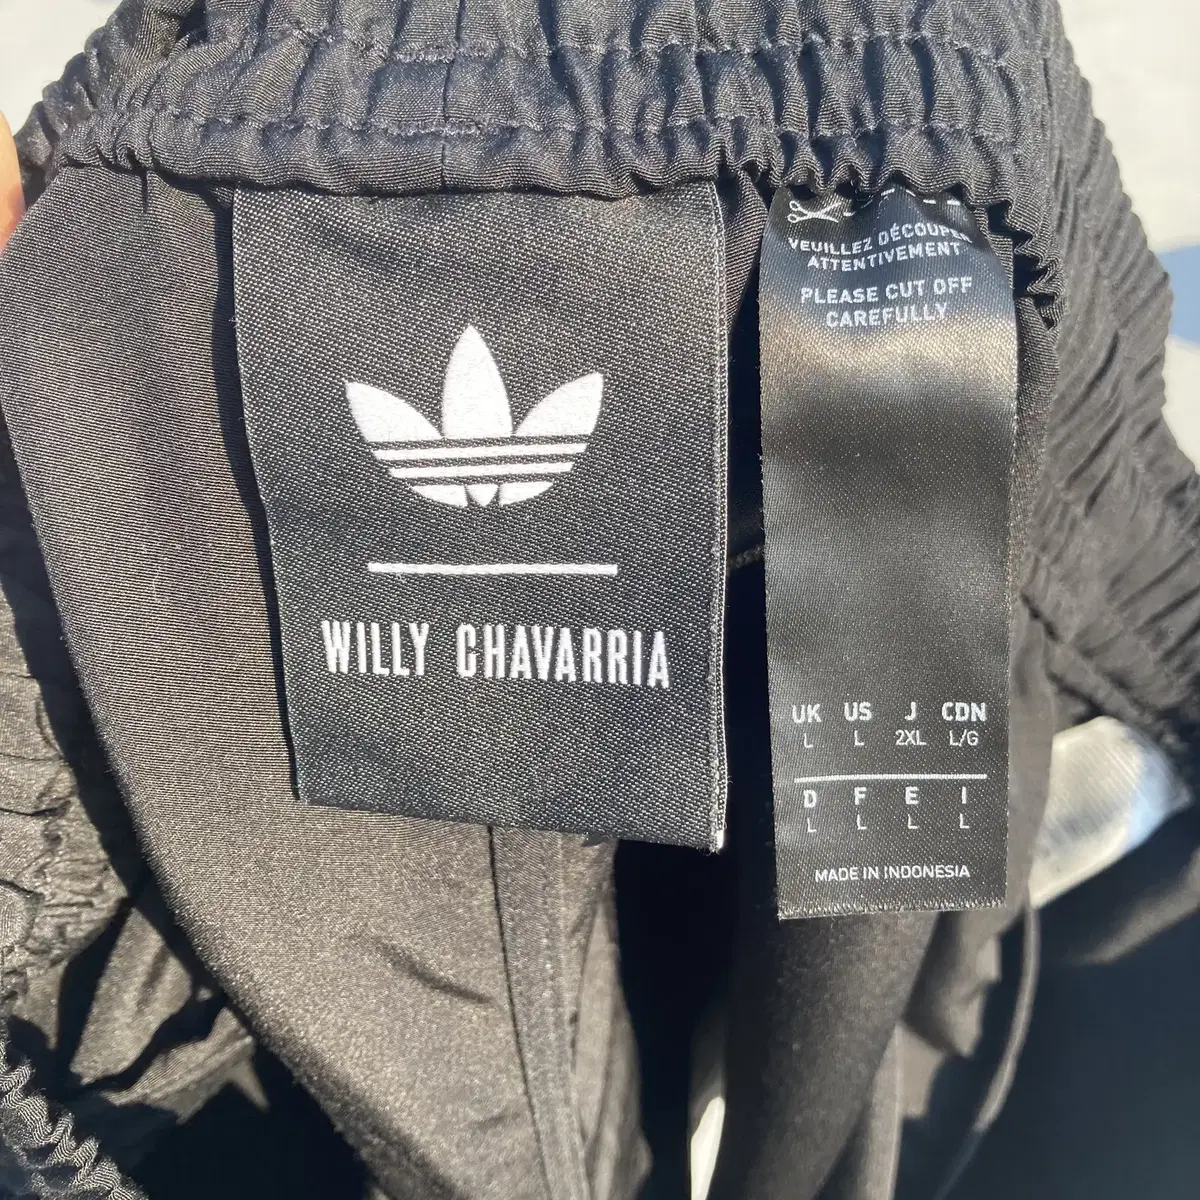 WILLY CHAVARRIA
VEUILLEZ DÉCOUPER
ATTENTIVEMENT
PLEASE CUT OFF
CAREFULLY
UK US J CDN
L L 2XL L/G
D F E I
L L L L
MADE IN INDONESIA